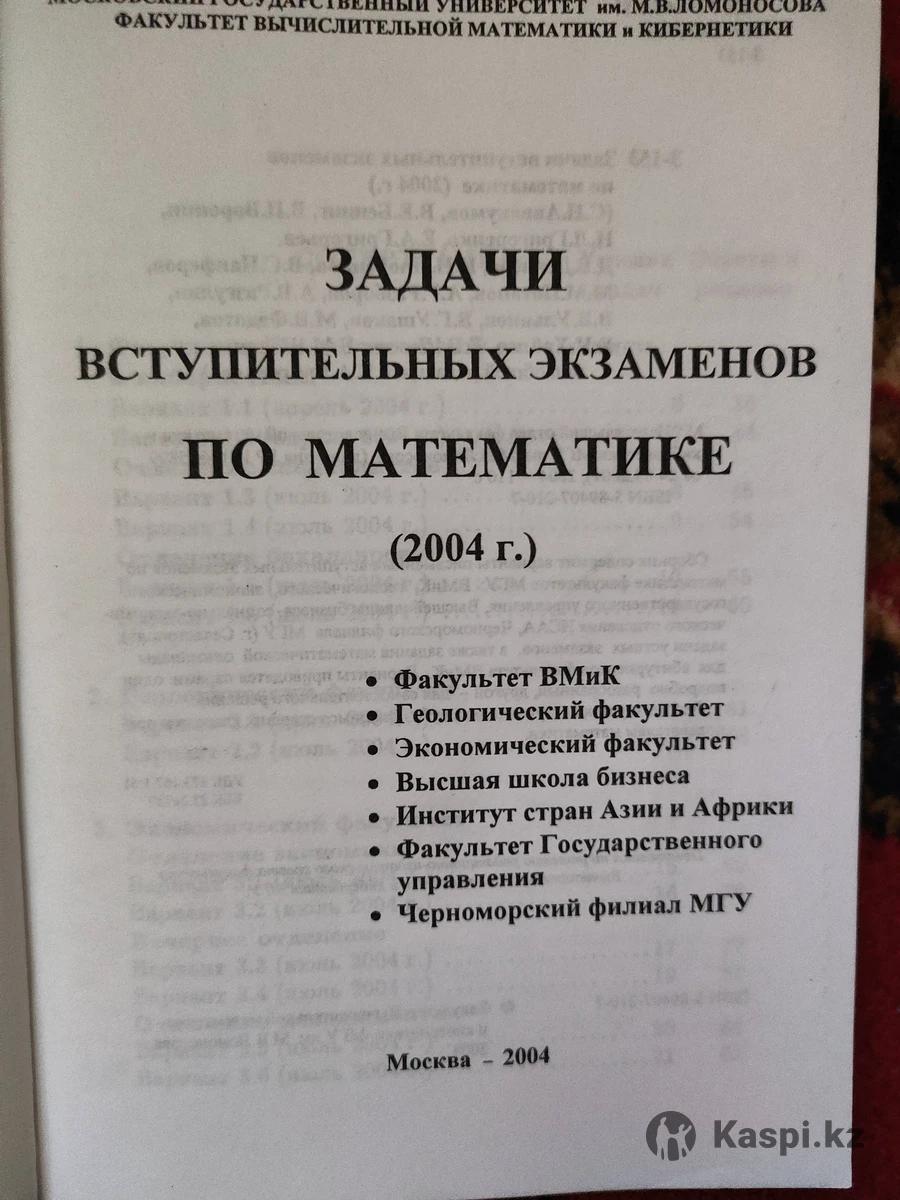 МОСКОВСКИЙ ГОСУДАРСТВЕННЫЙ УНИВЕРСИТЕТ им. М.В.ЛОМОНОСОВА
ФАКУЛЬТЕТ ВЫЧИСЛИТЕЛЬНОЙ МАТЕМАТИКИ и КИБЕРНЕТИКИ
ЗАДАЧИ
ВСТУПИТЕЛЬНЫХ ЭКЗАМЕНОВ
ПО МАТЕМАТИКЕ
(2004 г.)
• Факультет ВМиК
• Геологический факультет
• Экономический факультет
• Высшая школа бизнеса
• Институт стран Азии и Африки
• Факультет Государственного
управления
• Черноморский филиал МГУ
Москва – 2004
Kaspi.kz